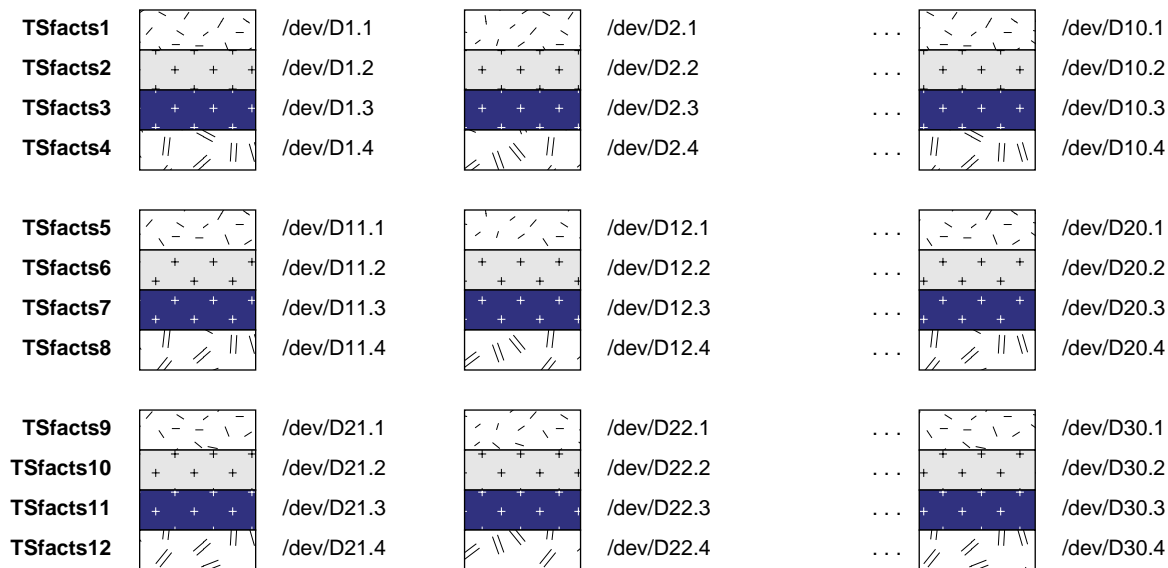 TSfacts1 /dev/D1.1 /dev/D2.1 . . . /dev/D10.1
TSfacts2 /dev/D1.2 /dev/D2.2 . . . /dev/D10.2
TSfacts3 /dev/D1.3 /dev/D2.3 . . . /dev/D10.3
TSfacts4 /dev/D1.4 /dev/D2.4 . . . /dev/D10.4
TSfacts5 /dev/D11.1 /dev/D12.1 . . . /dev/D20.1
TSfacts6 /dev/D11.2 /dev/D12.2 . . . /dev/D20.2
TSfacts7 /dev/D11.3 /dev/D12.3 . . . /dev/D20.3
TSfacts8 /dev/D11.4 /dev/D12.4 . . . /dev/D20.4
TSfacts9 /dev/D21.1 /dev/D22.1 . . . /dev/D30.1
TSfacts10 /dev/D21.2 /dev/D22.2 . . . /dev/D30.2
TSfacts11 /dev/D21.3 /dev/D22.3 . . . /dev/D30.3
TSfacts12 /dev/D21.4 /dev/D22.4 . . . /dev/D30.4